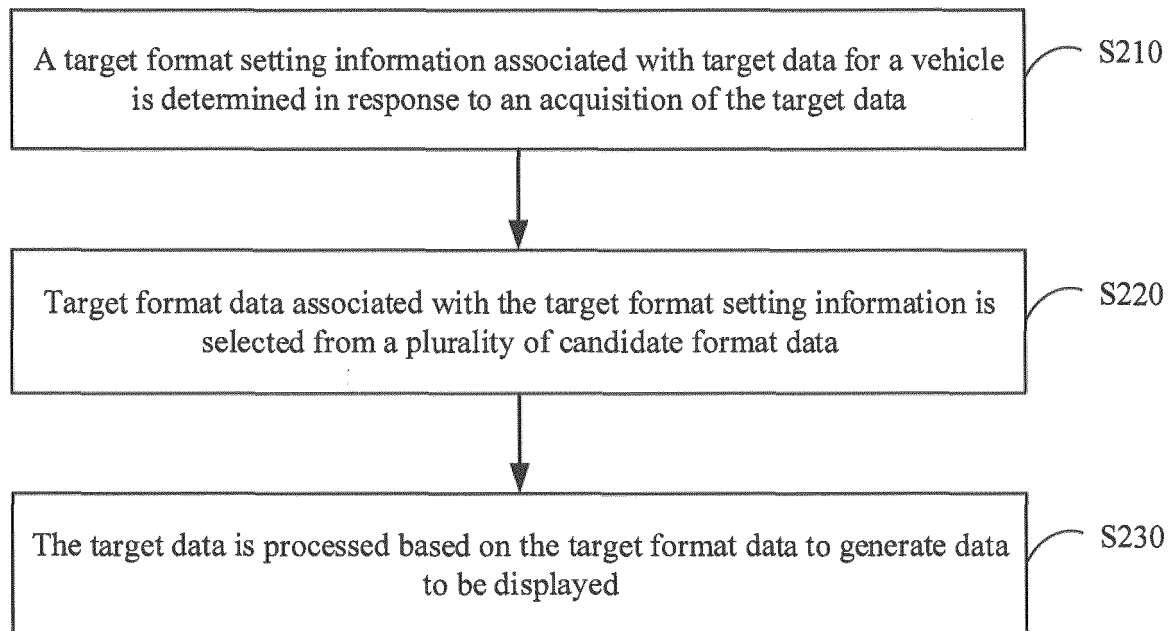 A target format setting information associated with target data for a vehicle
is determined in response to an acquisition of the target data
S210
Target format data associated with the target format setting information is
selected from a plurality of candidate format data
S220
The target data is processed based on the target format data to generate data
to be displayed
S230